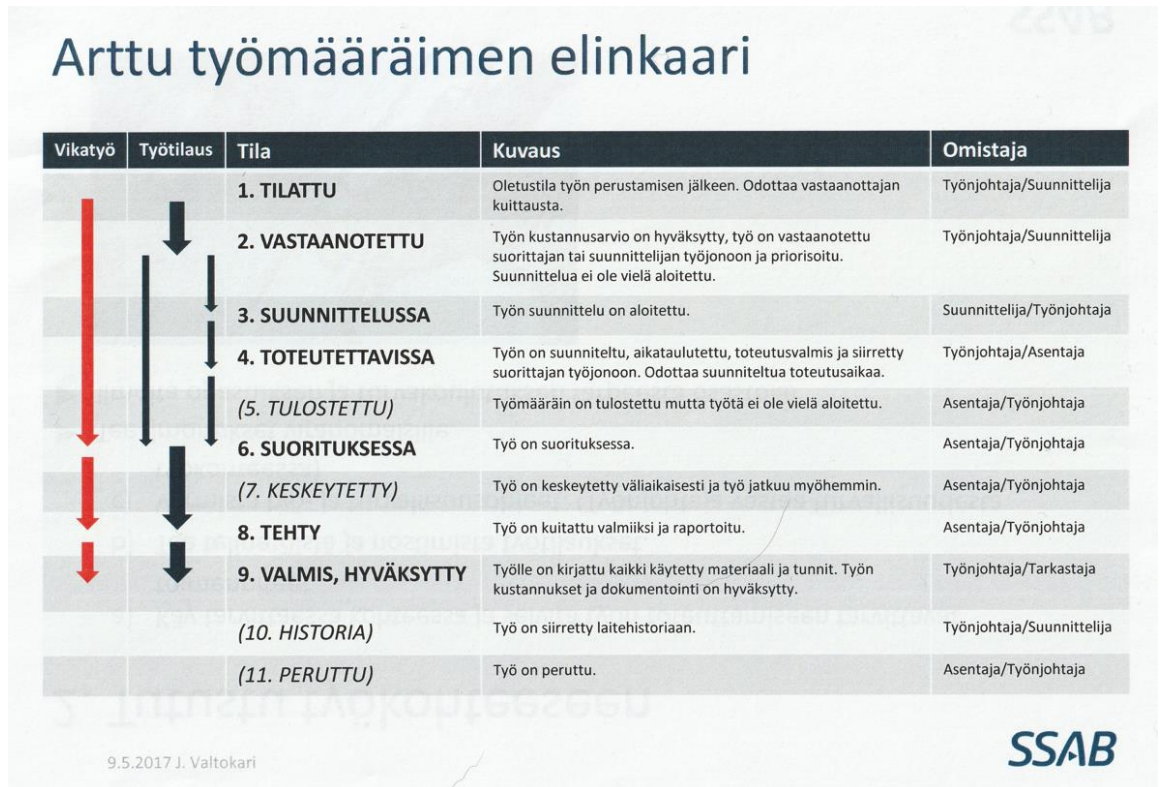 Arttu työmääräimen elinkaari
Vikatyö Työtilaus Tila Kuvaus Omistaja
1. TILATTU Oletustila työn perustamisen jälkeen. Odottaa vastaanottajan Työnjohtaja/Suunnittelija
kuittausta.
2. VASTAANOTETTU Työn kustannusarvio on hyväksytty, työ on vastaanotettu Työnjohtaja/Suunnittelija
suorittajan tai suunnittelijan työjonoon ja priorisoitu.
Suunnittelua ei ole vielä aloitettu.
3. SUUNNITTELUSSA Työn suunnittelu on aloitettu. Suunnittelija/Työnjohtaja
4. TOTEUTETTAVISSA Työn on suunniteltu, aikataulutettu, toteutusvalmis ja siirretty Työnjohtaja/Asentaja
suorittajan työjonoon. Odottaa suunniteltua toteutusaikaa.
(5. TULOSTETTU) Työmääräin on tulostettu mutta työtä ei ole vielä aloitettu. Asentaja/Työnjohtaja
6. SUORITUKSESSA Työ on suorituksessa. Asentaja/Työnjohtaja
(7. KESKEYTETTY) Työ on keskeytetty väliaikaisesti ja työ jatkuu myöhemmin. Asentaja/Työnjohtaja
8. TEHTY Työ on kuitattu valmiiksi ja raportoitu. Asentaja/Työnjohtaja
9. VALMIS, HYVÄKSYTTY Työlle on kirjattu kaikki käytetty materiaali ja tunnit. Työn Työnjohtaja/Tarkastaja
kustannukset ja dokumentointi on hyväksytty.
(10. HISTORIA) Työ on siirretty laitehistoriaan. Työnjohtaja/Suunnittelija
(11. PERUTTU) Työ on peruttu. Asentaja/Työnjohtaja
2. Tutustu työkohteeseen
9.5.2017 J. Valtokari
SSAB